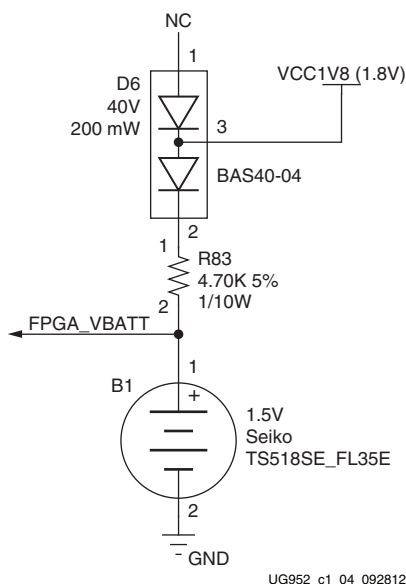 NC
1
D6
40V
200 mW
VCC1V8 (1.8V)
3
BAS40-04
2
1
R83
4.70K 5%
1/10W
2
FPGA_VBATT
1
B1
+
1.5V
Seiko
TS518SE_FL35E
2
GND
UG952_c1_04_092812